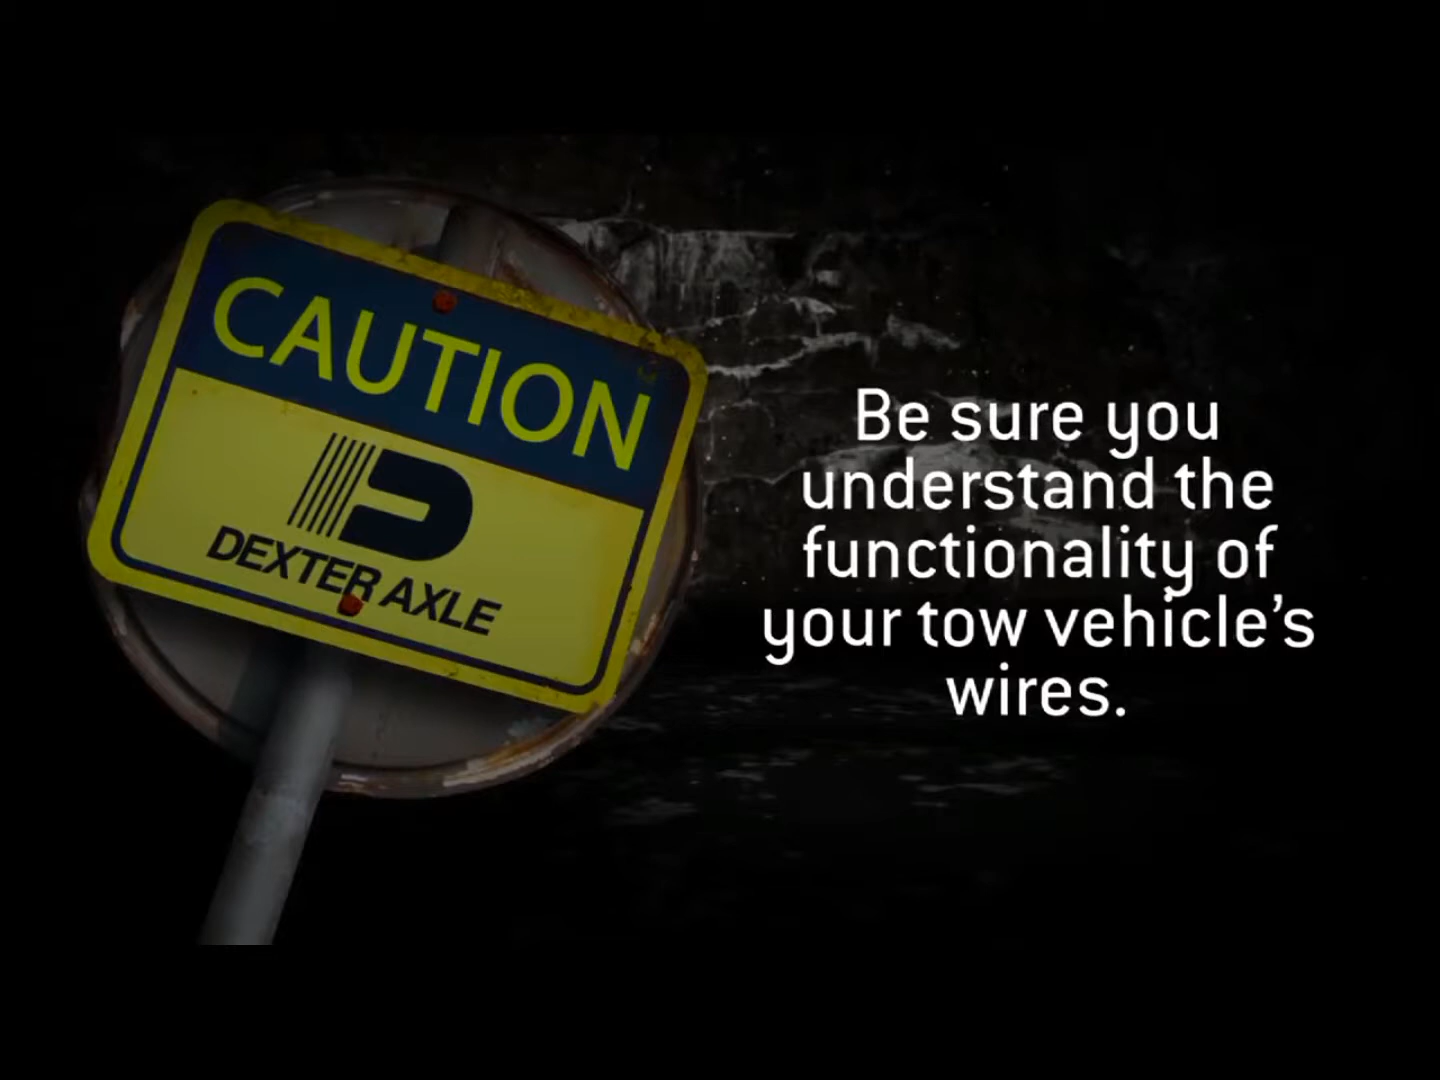 CAUTION
DEXTER AXLE
Be sure you
understand the
functionality of
your tow vehicle’s
wires.